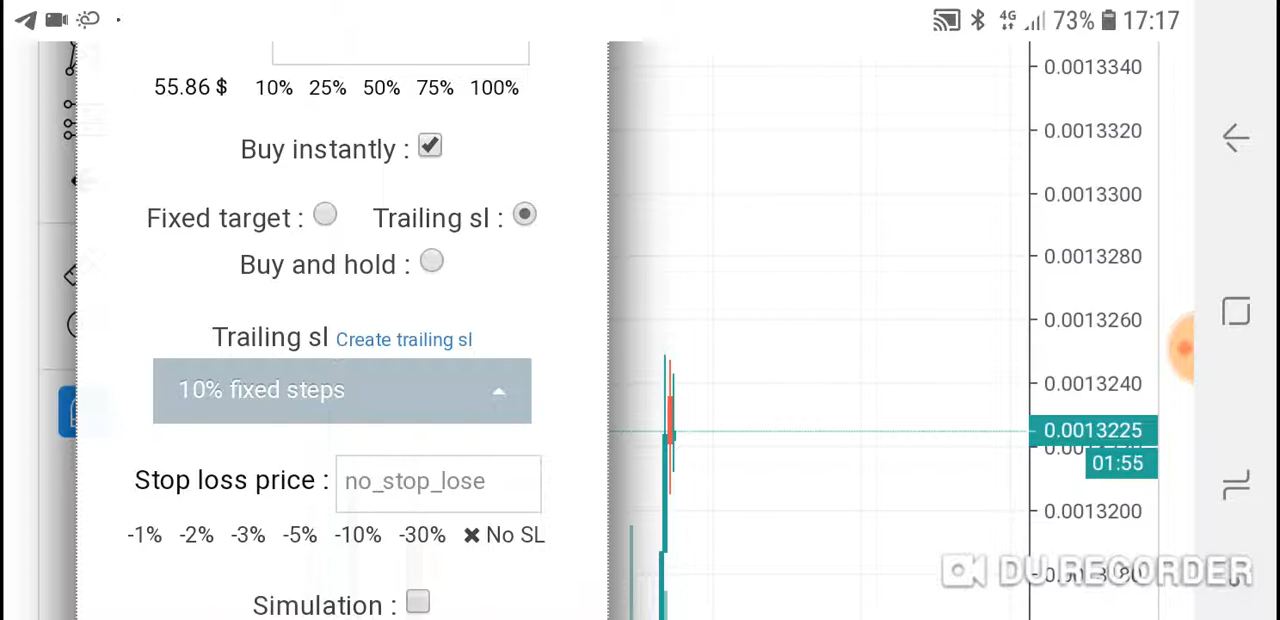 4G 73% 17:17
55.86 $ 10% 25% 50% 75% 100%
Buy instantly :
Fixed target : Trailing sl :
Buy and hold :
Trailing sl Create trailing sl
10% fixed steps
Stop loss price : no_stop_lose
-1% -2% -3% -5% -10% -30% ✖ No SL
Simulation :
0.0013340
0.0013320
0.0013300
0.0013280
0.0013260
0.0013240
0.0013225
01:55
0.0013200
DU RECORDER